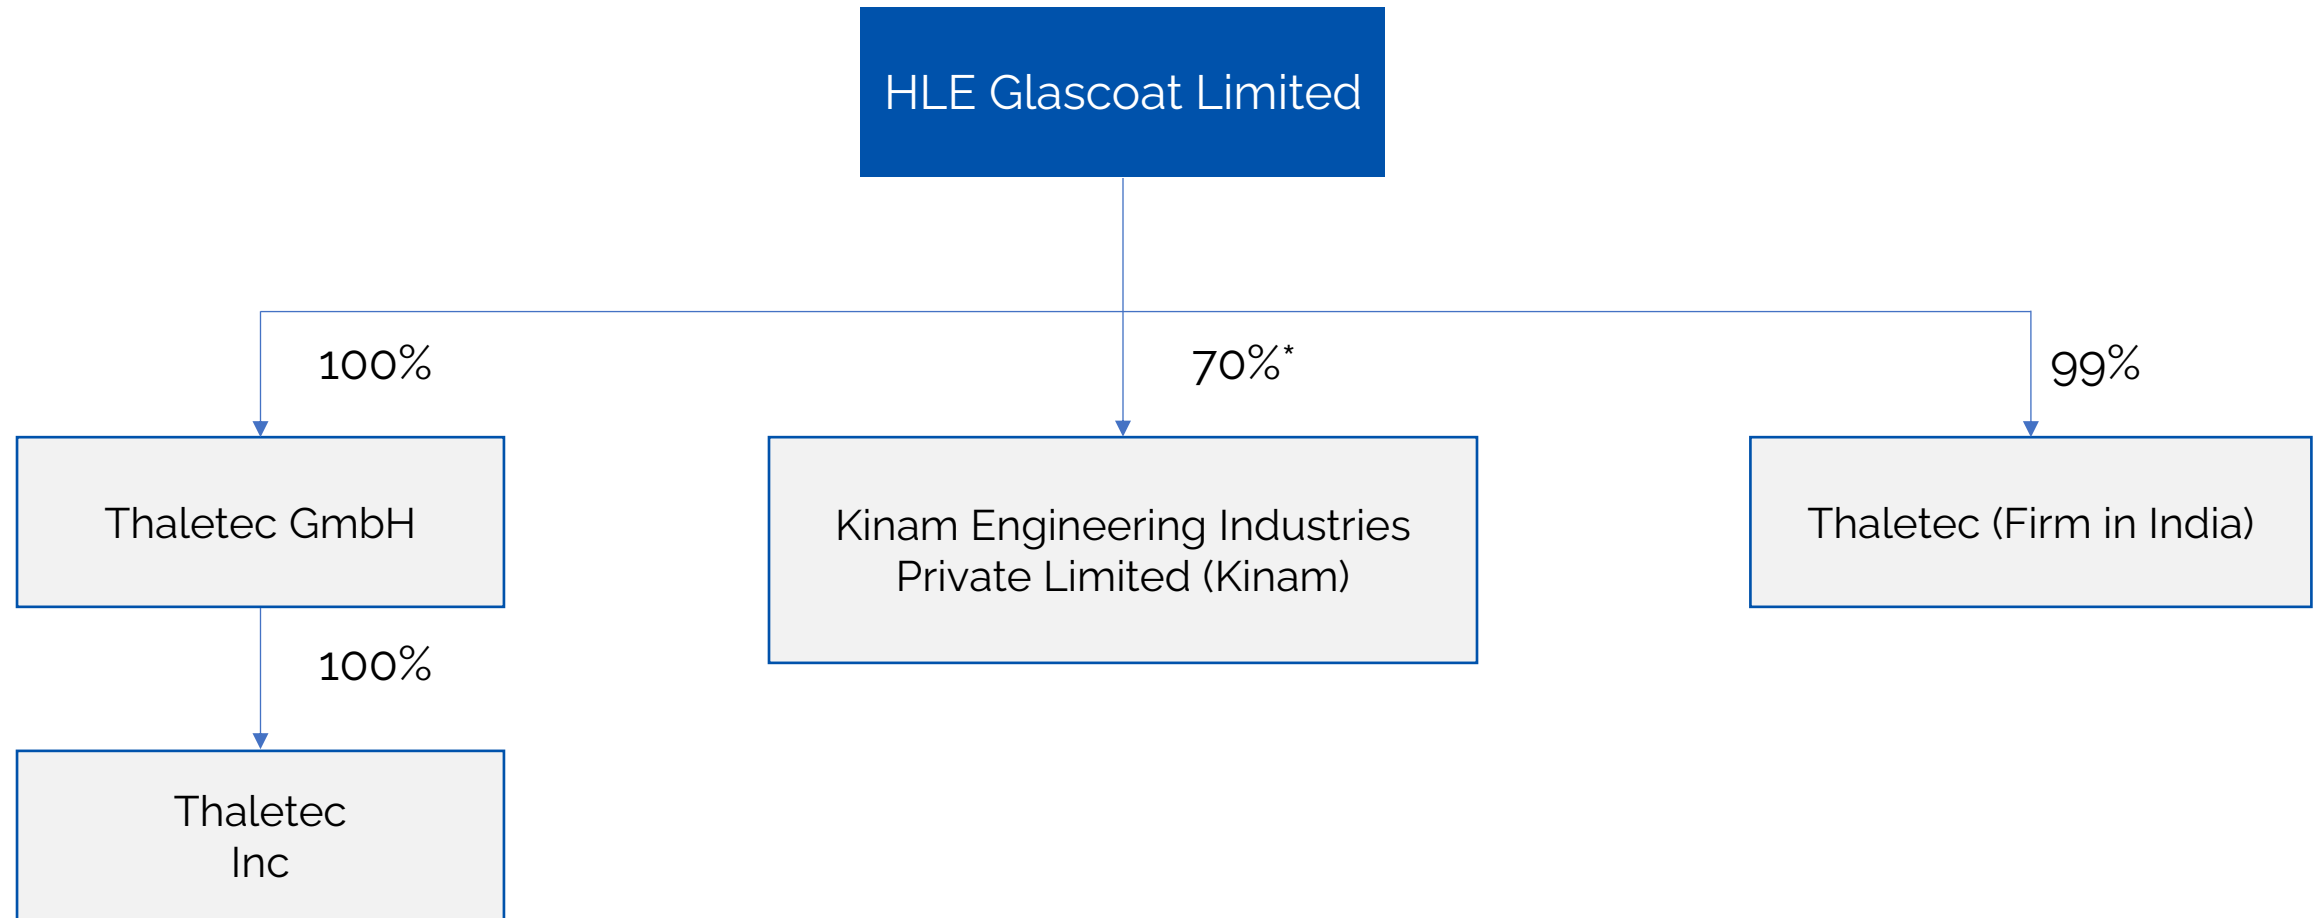 HLE Glascoat Limited
100%
70%*
99%
Thaletec GmbH
Kinam Engineering Industries
Private Limited (Kinam)
Thaletec (Firm in India)
100%
Thaletec
Inc